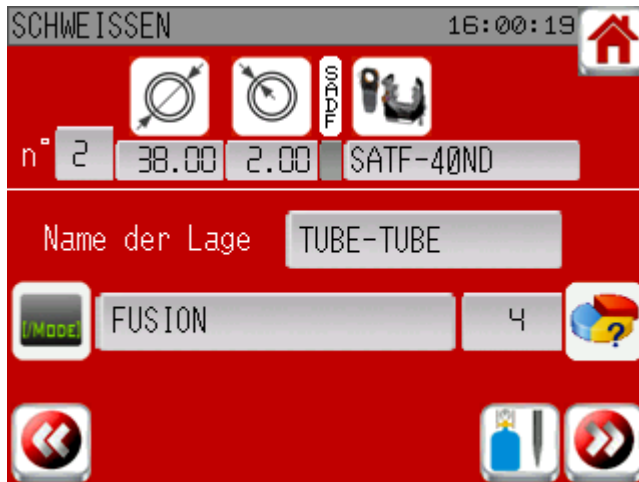 SCHWEISSEN 16:00:19
SADF
n° 2 38.00 2.00 SATF-40ND
Name der Lage TUBE-TUBE
[/MODE] FUSION 4
?